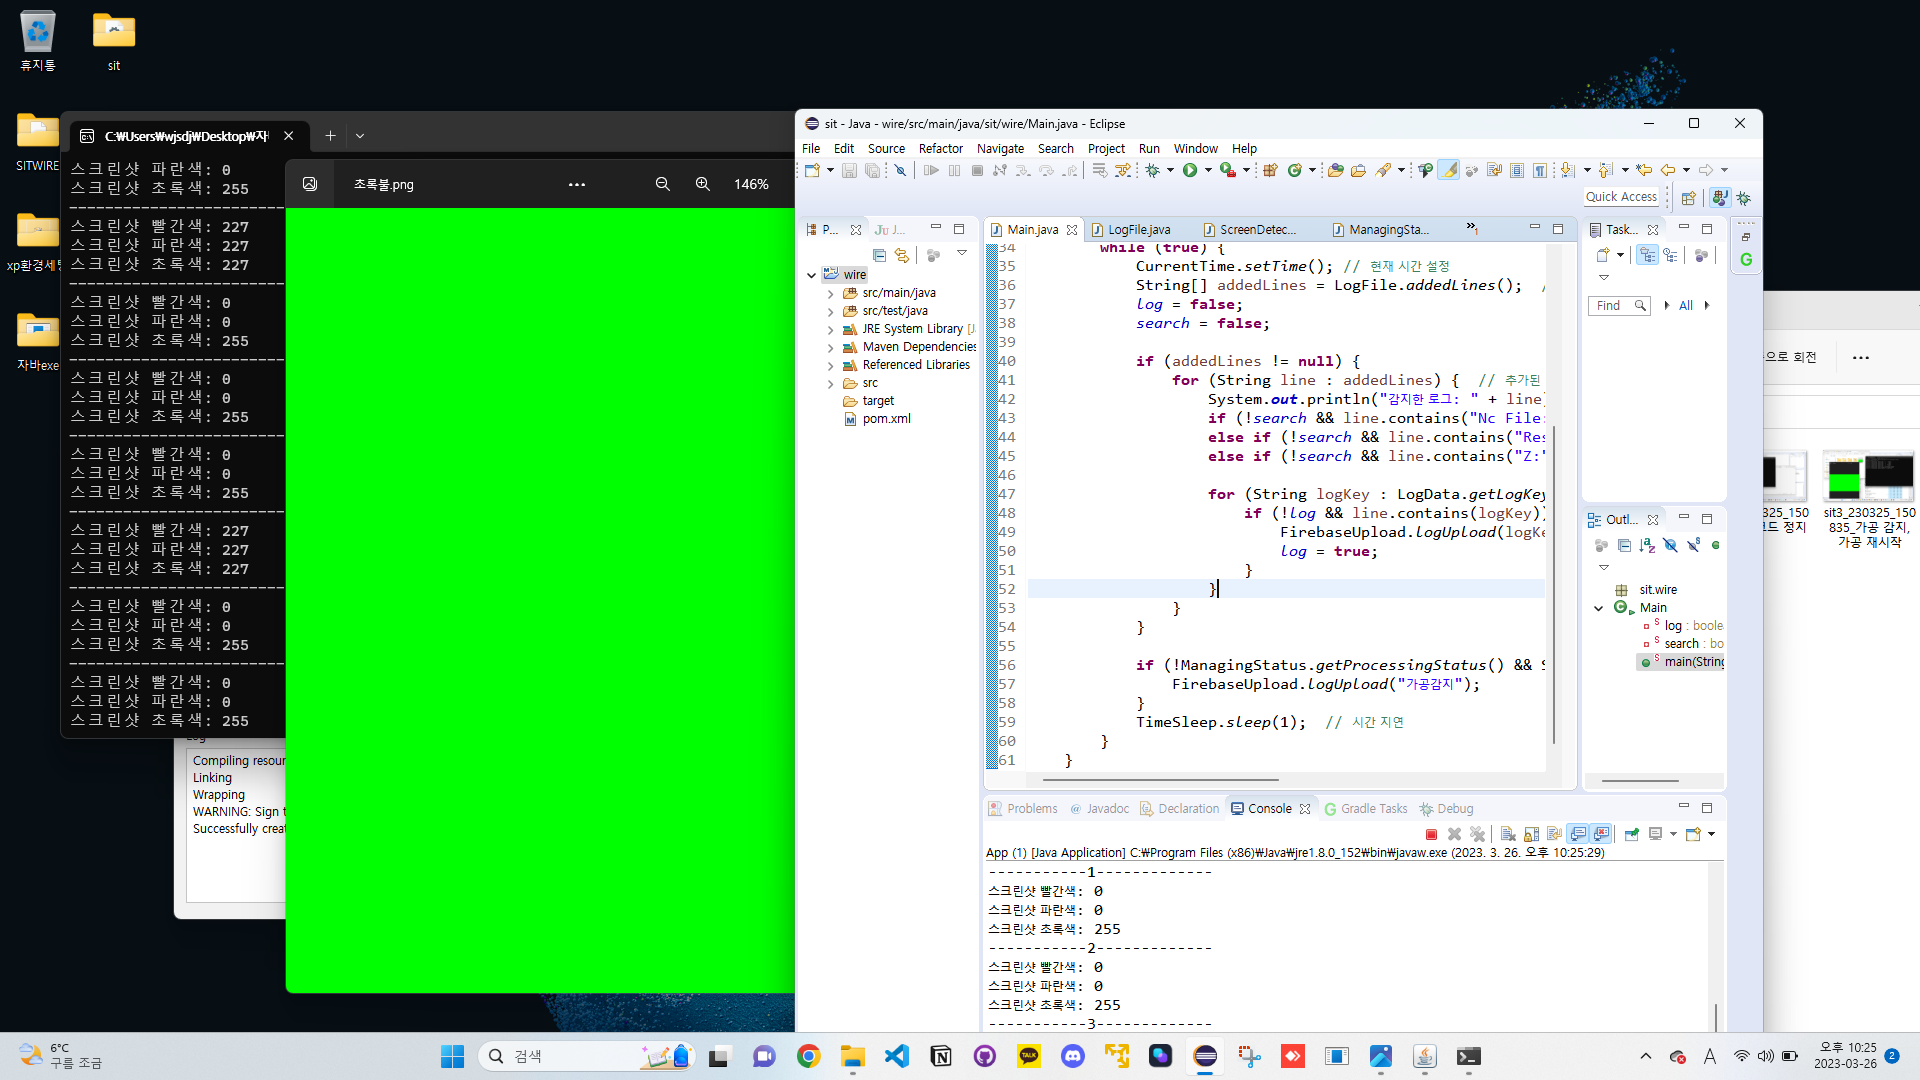 휴지통
sit
SITWIRE
xp환경세팅
자바exe
C:₩Users₩wjsdj₩Desktop₩자
스크린샷 파란색: 0
스크린샷 초록색: 255
스크린샷 빨간색: 227
스크린샷 파란색: 227
스크린샷 초록색: 227
스크린샷 빨간색: 0
스크린샷 파란색: 0
스크린샷 초록색: 255
스크린샷 빨간색: 0
스크린샷 파란색: 0
스크린샷 초록색: 255
스크린샷 빨간색: 0
스크린샷 파란색: 0
스크린샷 초록색: 255
스크린샷 빨간색: 227
스크린샷 파란색: 227
스크린샷 초록색: 227
스크린샷 빨간색: 0
스크린샷 파란색: 0
스크린샷 초록색: 255
스크린샷 빨간색: 0
스크린샷 파란색: 0
스크린샷 초록색: 255
Compiling resour
Linking
Wrapping
WARNING: Sign t
Successfully creat
초록불.png
146%
sit - Java - wire/src/main/java/sit/wire/Main.java - Eclipse
File Edit Source Refactor Navigate Search Project Run Window Help
Quick Access
P...
J...
wire
src/main/java
src/test/java
JRE System Library [J
Maven Dependencies
Referenced Libraries
src
target
pom.xml
Main.java LogFile.java ScreenDetec... ManagingSta... »1
34 while (true) {
35 CurrentTime.setTime(); // 현재 시간 설정
36 String[] addedLines = LogFile.addedLines(); /
37 log = false;
38 search = false;
39
40 if (addedLines != null) {
41 for (String line : addedLines) { // 추가된
42 System.out.println("감지한 로그: " + line)
43 if (!search && line.contains("Nc File:
44 else if (!search && line.contains("Res
45 else if (!search && line.contains("Z:"
46
47 for (String logKey : LogData.getLogKey
48 if (!log && line.contains(logKey))
49 FirebaseUpload.logUpload(logKe
50 log = true;
51 }
52 }
53 }
54 }
55
56 if (!ManagingStatus.getProcessingStatus() && S
57 FirebaseUpload.logUpload("가공감지");
58 }
59 TimeSleep.sleep(1); // 시간 지연
60 }
61 }
Task...
Find
All
Outl...
sit.wire
Main
log : boolea
search : boo
main(String
Problems @ Javadoc Declaration Console Gradle Tasks Debug
App (1) [Java Application] C:₩Program Files (x86)₩Java₩jre1.8.0_152₩bin₩javaw.exe (2023. 3. 26. 오후 10:25:29)
-----------1-------------
스크린샷 빨간색: 0
스크린샷 파란색: 0
스크린샷 초록색: 255
-----------2-------------
스크린샷 빨간색: 0
스크린샷 파란색: 0
스크린샷 초록색: 255
-----------3-------------
으로 회전
325_150
드 정지
sit3_230325_150
835_가공 감지,
가공 재시작
6°C
구름 조금
검색
TALK
A
오후 10:25
2023-03-26
2